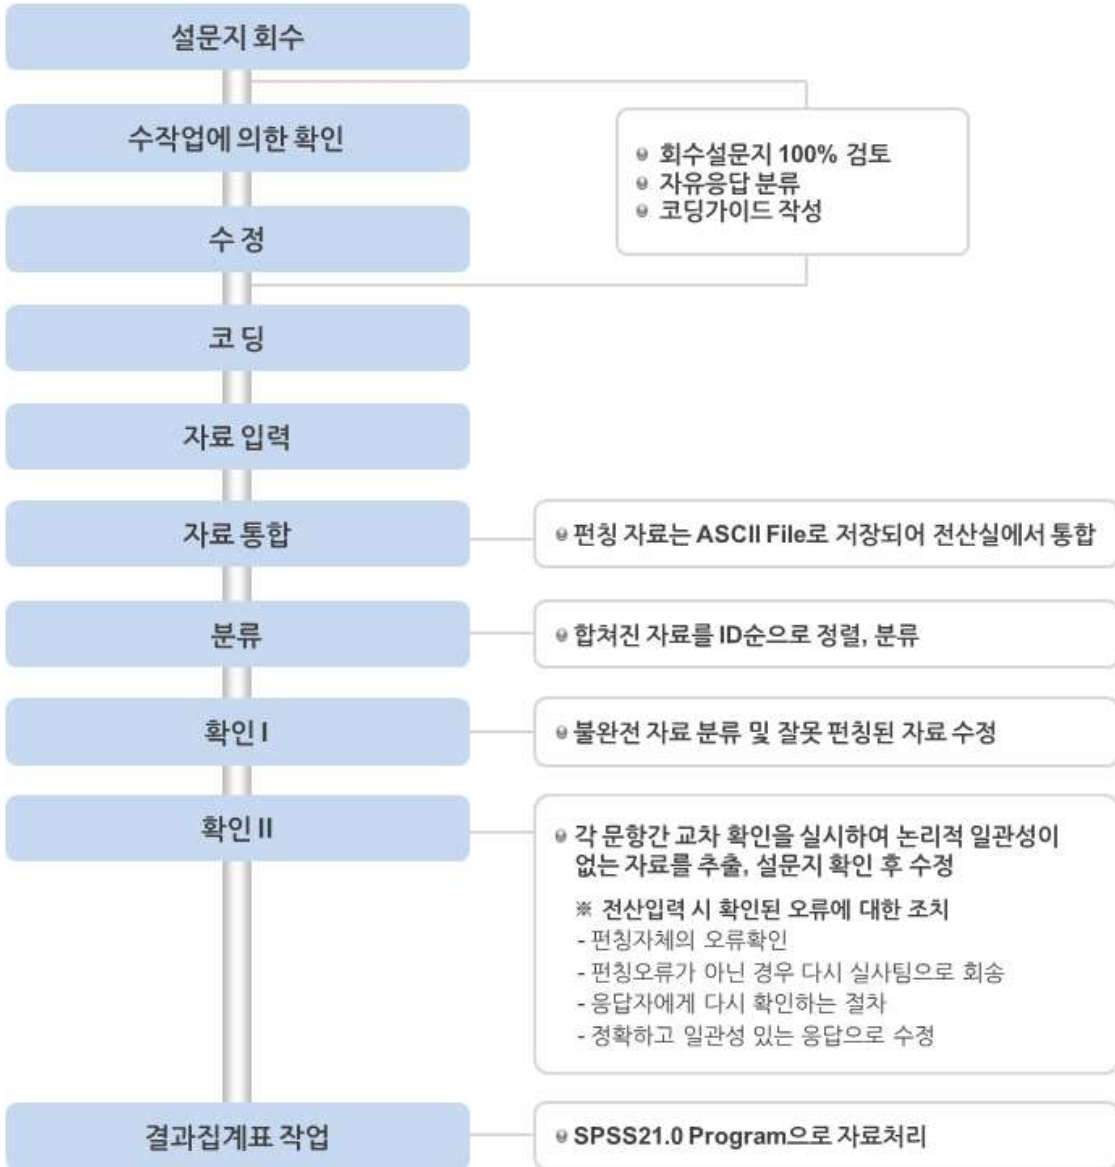 설문지 회수
수작업에 의한 확인
회수설문지 100% 검토
자유응답 분류
코딩가이드 작성
수 정
코 딩
자료 입력
자료 통합
펀칭 자료는 ASCII File로 저장되어 전산실에서 통합
분류
합쳐진 자료를 ID순으로 정렬, 분류
확인 I
불완전 자료 분류 및 잘못 펀칭된 자료 수정
확인 II
각 문항간 교차 확인을 실시하여 논리적 일관성이
없는 자료를 추출, 설문지 확인 후 수정
※ 전산입력 시 확인된 오류에 대한 조치
- 펀칭자체의 오류확인
- 펀칭오류가 아닌 경우 다시 실사팀으로 회송
- 응답자에게 다시 확인하는 절차
- 정확하고 일관성 있는 응답으로 수정
결과집계표 작업
SPSS21.0 Program으로 자료처리